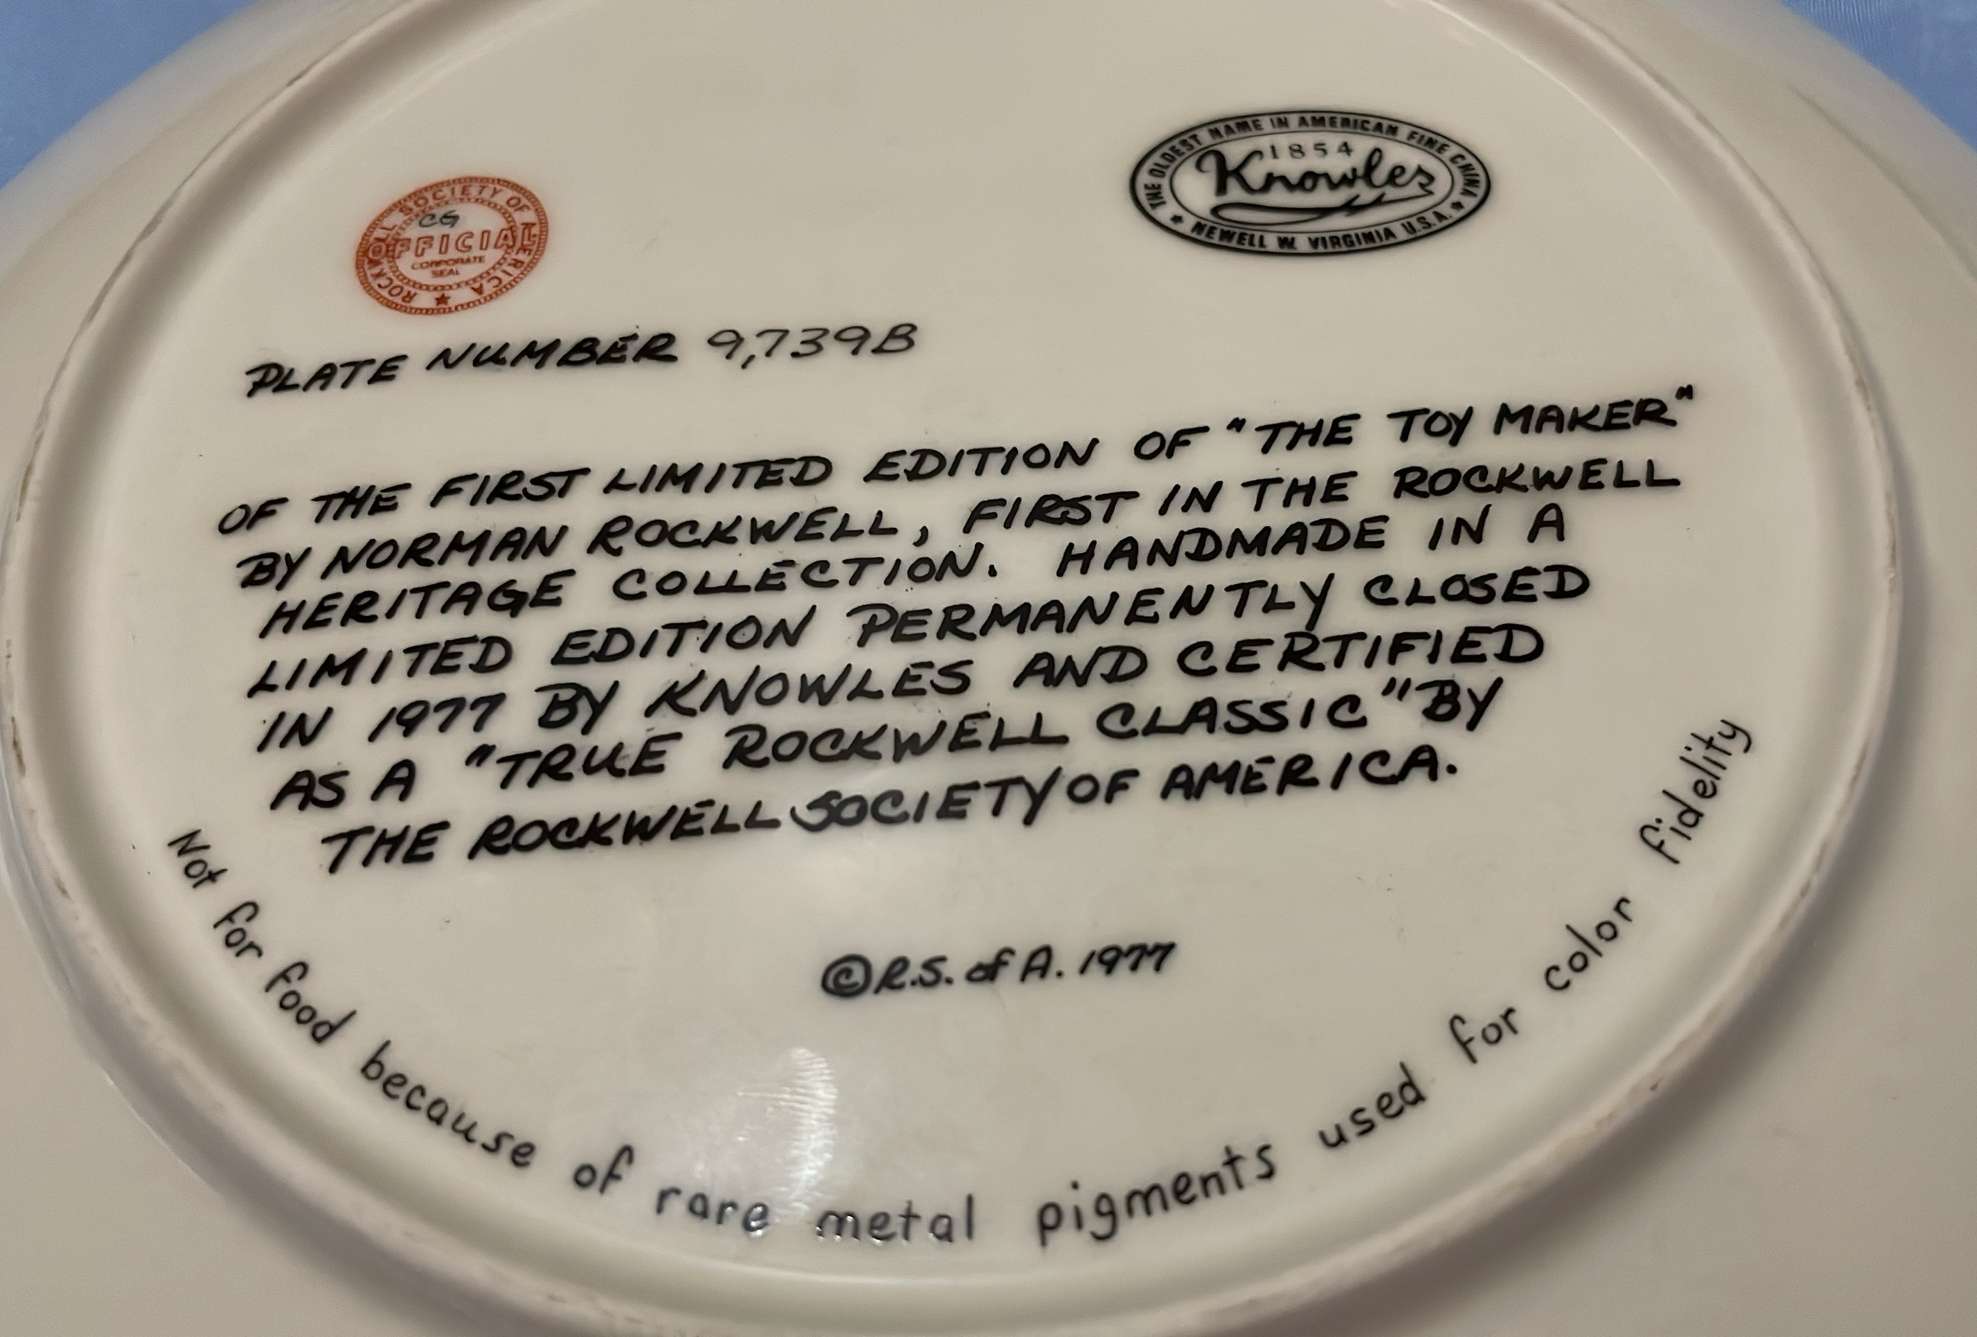 THE OLDEST NAME IN AMERICAN FINE CHINA
1854
Knowles
★ NEWELL W. VIRGINIA U.S.A. ★
ROCKWELL SOCIETY OF AMERICA ★
CG
OFFICIAL
CORPORATE
SEAL
PLATE NUMBER 9,739B
OF THE FIRST LIMITED EDITION OF "THE TOY MAKER"
BY NORMAN ROCKWELL, FIRST IN THE ROCKWELL
HERITAGE COLLECTION. HANDMADE IN A
LIMITED EDITION PERMANENTLY CLOSED
IN 1977 BY KNOWLES AND CERTIFIED
AS A "TRUE ROCKWELL CLASSIC" BY
THE ROCKWELL SOCIETY OF AMERICA.
©R.S. of A. 1977
Not for food because of rare metal pigments used for color fidelity